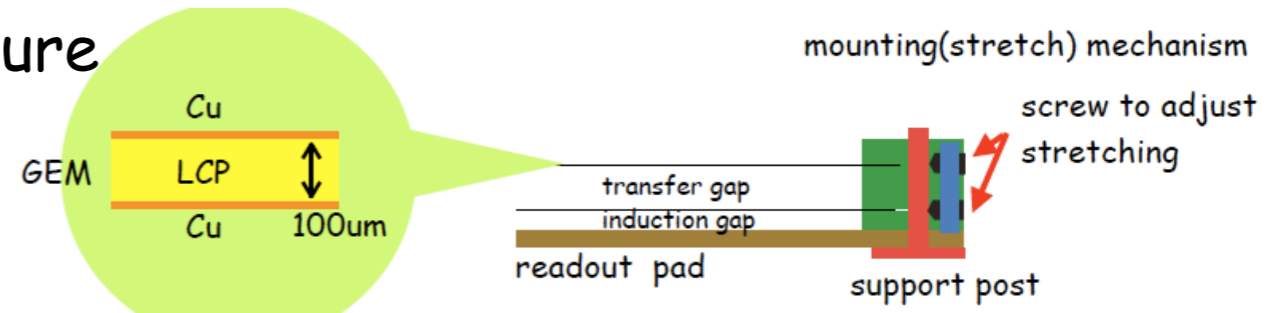 ure
mounting(stretch) mechanism
Cu
screw to adjust
stretching
GEM
LCP
transfer gap
Cu
100um
induction gap
readout pad
support post